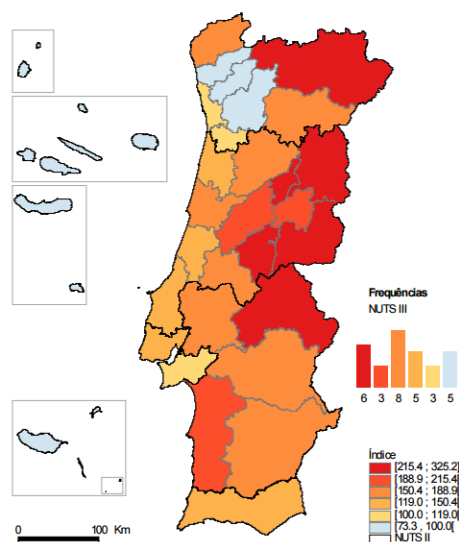 Frequências
NUTS III
6 3 8 5 3 5
Índice
[215.4 ; 325.2]
[188.9 ; 215.4[
[150.4 ; 188.9[
[119.0 ; 150.4[
[100.0 ; 119.0[
[73.3 ; 100.0[
NUTS II
0 100 Km